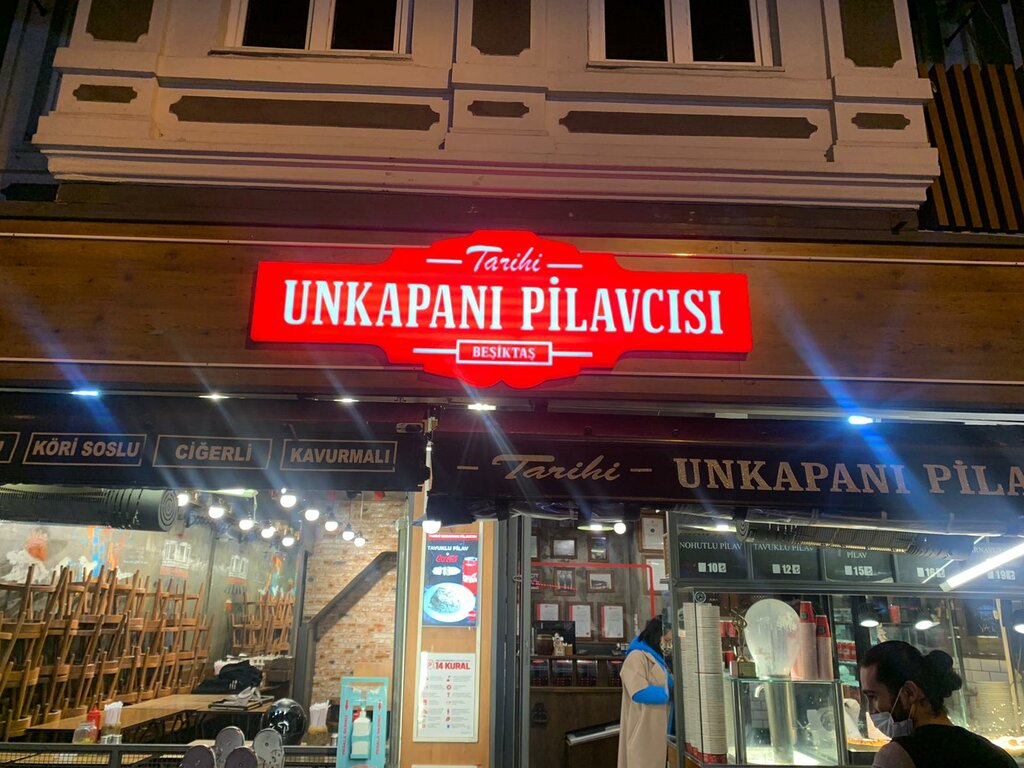 Tarihi
UNKAPANI PİLAVCISI
BEŞİKTAŞ
KÖRİ SOSLU
CİĞERLİ
KAVURMALI
Tarihi
UNKAPANI PİLA
TAVUKLU PİLAV
NOHUTLU PİLAV
10
TAVUKLU PİLAV
12
PİLAV
15
19
14 KURAL